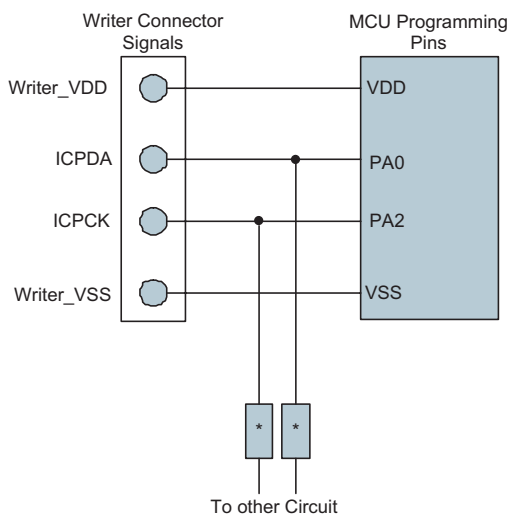 Writer Connector
Signals
MCU Programming
Pins
Writer_VDD
VDD
ICPDA
PA0
ICPCK
PA2
Writer_VSS
VSS
* *
To other Circuit